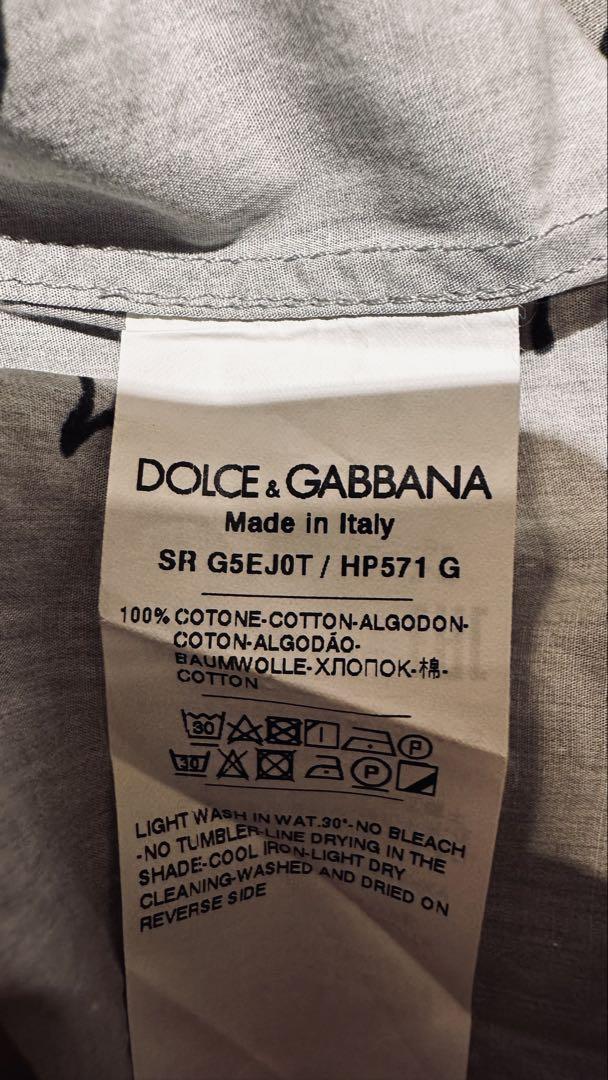 DOLCE & GABBANA
Made in Italy
SR G5EJ0T / HP571 G
100% COTONE-COTTON-ALGODON-
COTON-ALGODÃO-
BAUMWOLLE-ХЛОПОК-棉-
COTTON
30 P
30 P
LIGHT WASH IN WAT.30°-NO BLEACH
-NO TUMBLER-LINE DRYING IN THE
SHADE-COOL IRON-LIGHT DRY
CLEANING-WASHED AND DRIED ON
REVERSE SIDE